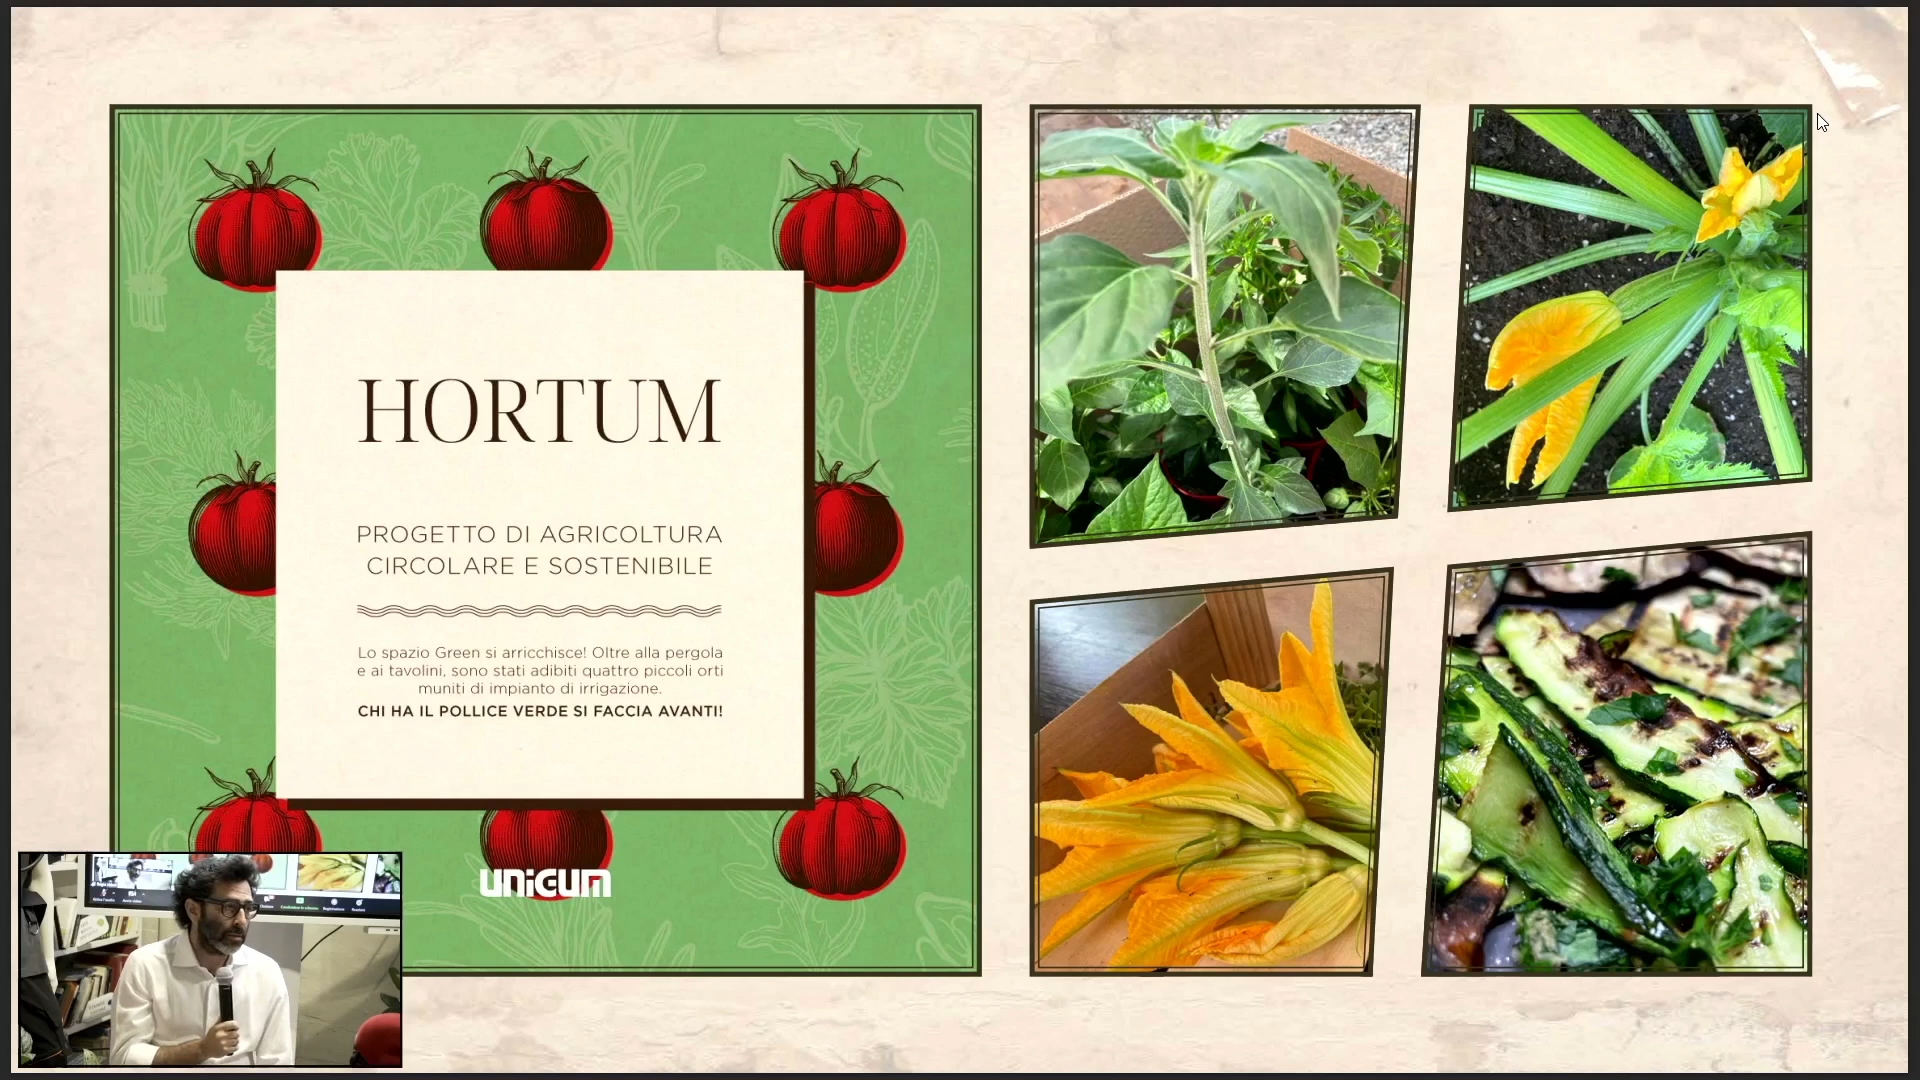 HORTUM
PROGETTO DI AGRICOLTURA
CIRCOLARE E SOSTENIBILE
Lo spazio Green si arricchisce! Oltre alla pergola
e ai tavolini, sono stati adibiti quattro piccoli orti
muniti di impianto di irrigazione.
CHI HA IL POLLICE VERDE SI FACCIA AVANTI!
unicum